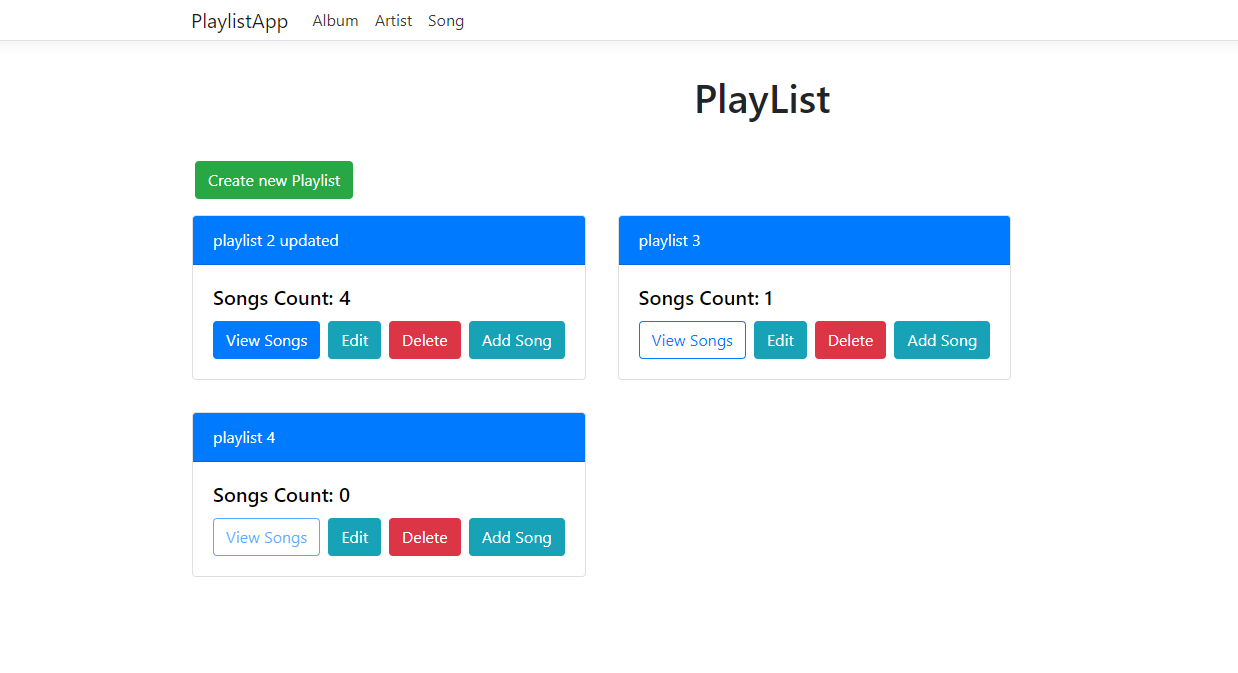 PlaylistApp Album Artist Song
PlayList
Create new Playlist
playlist 2 updated
Songs Count: 4
View Songs Edit Delete Add Song
playlist 3
Songs Count: 1
View Songs Edit Delete Add Song
playlist 4
Songs Count: 0
View Songs Edit Delete Add Song